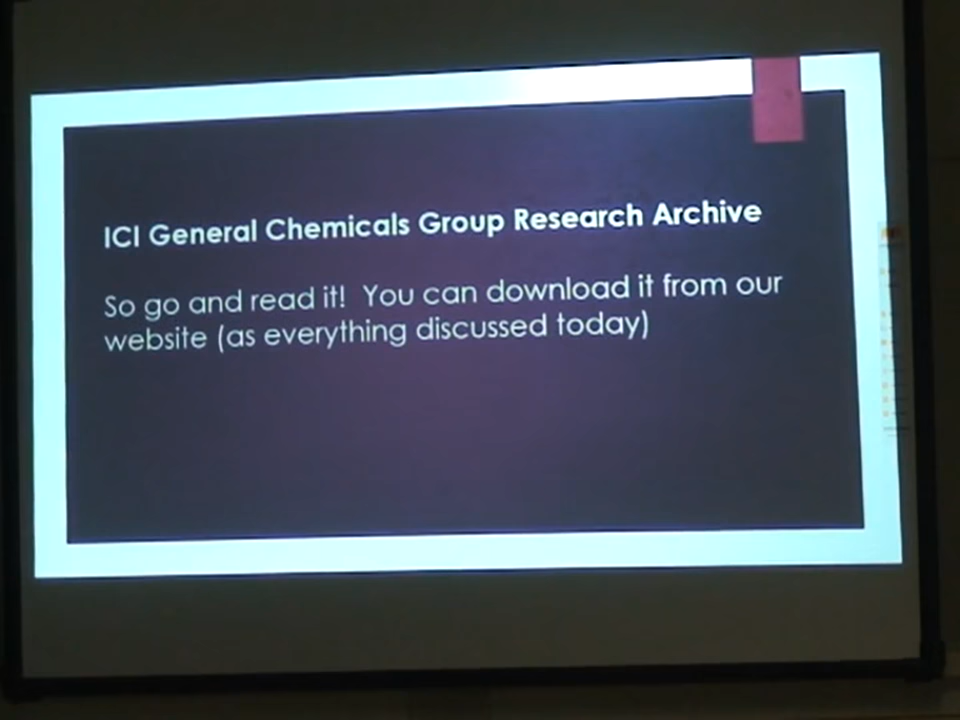 ICI General Chemicals Group Research Archive
So go and read it! You can download it from our
website (as everything discussed today)